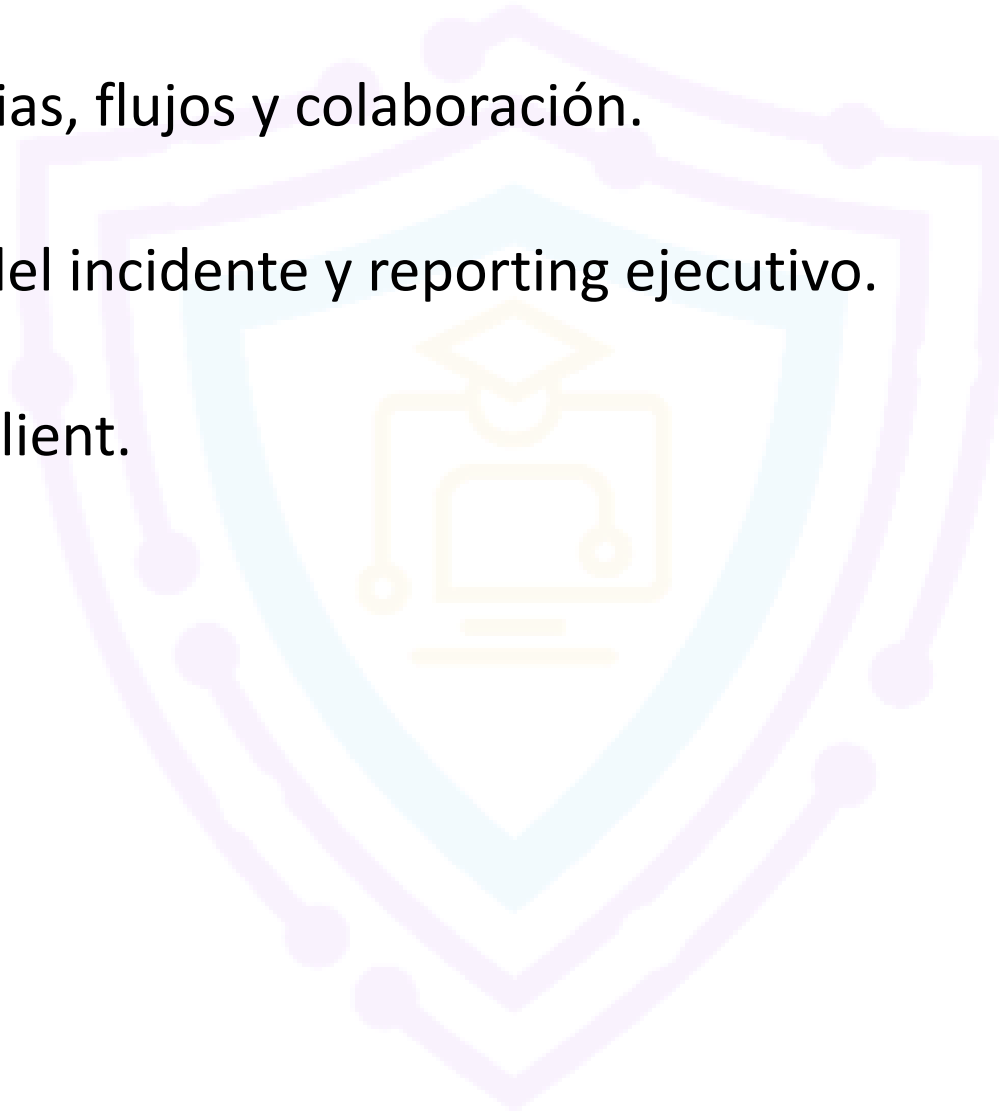 ias, flujos y colaboración.
del incidente y reporting ejecutivo.
lient.